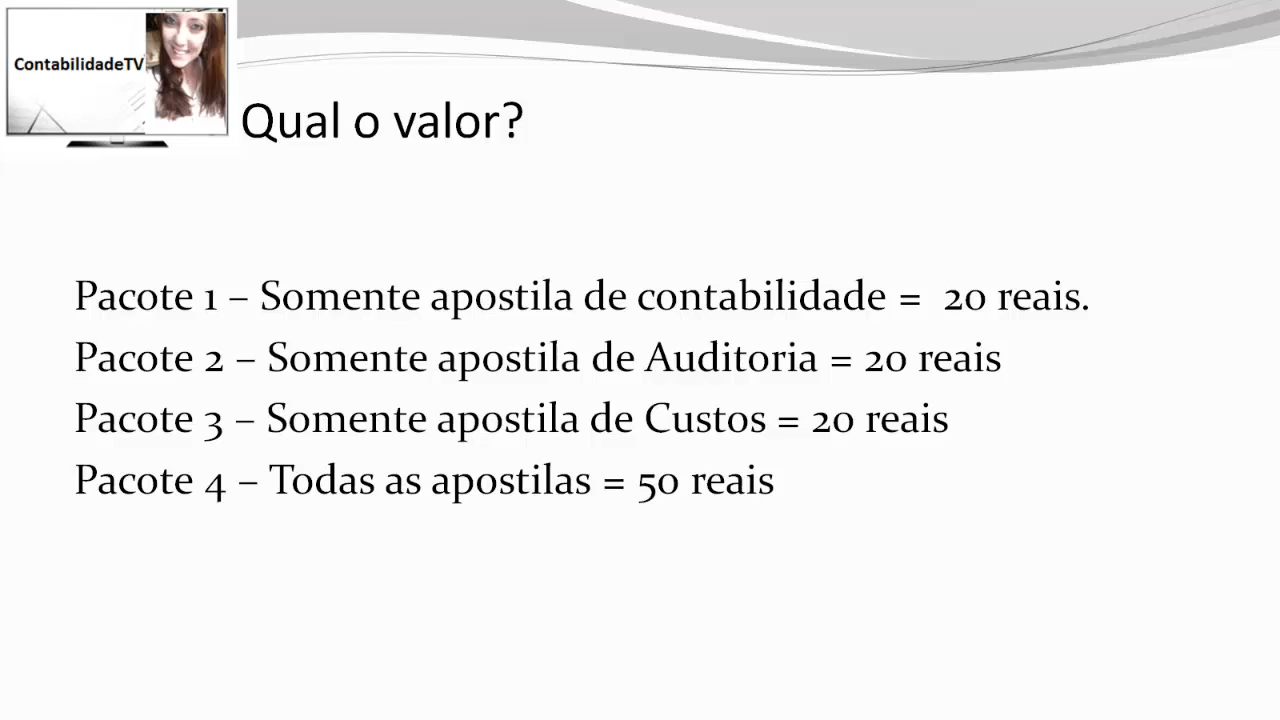 ContabilidadeTV
Qual o valor?
Pacote 1 – Somente apostila de contabilidade = 20 reais.
Pacote 2 – Somente apostila de Auditoria = 20 reais
Pacote 3 – Somente apostila de Custos = 20 reais
Pacote 4 – Todas as apostilas = 50 reais